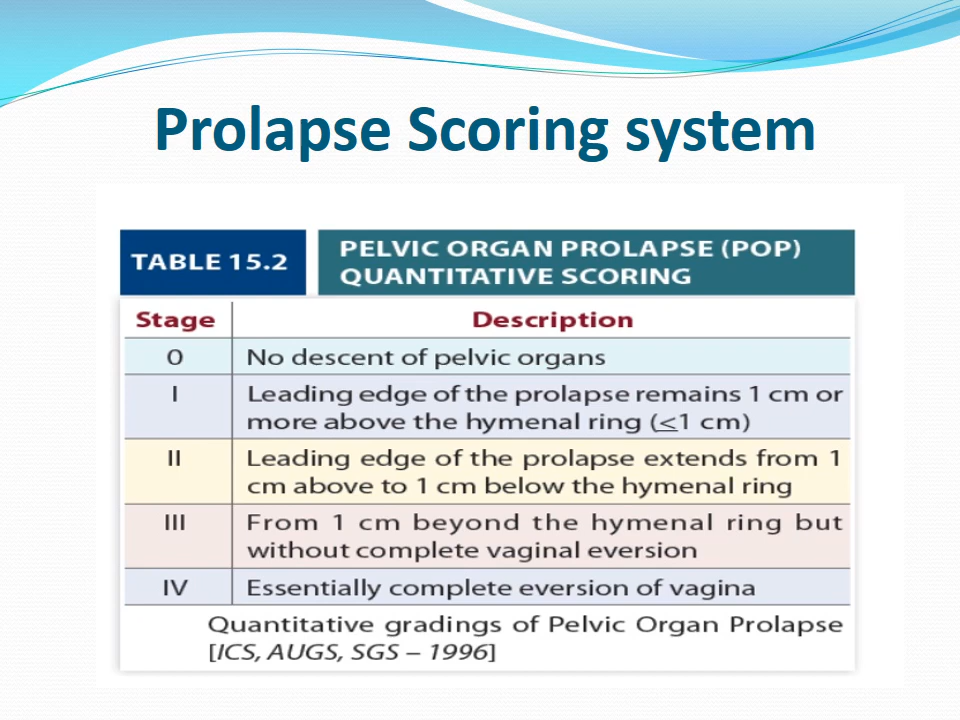 Prolapse Scoring system
TABLE 15.2
PELVIC ORGAN PROLAPSE (POP)
QUANTITATIVE SCORING
Stage Description
0 No descent of pelvic organs
I Leading edge of the prolapse remains 1 cm or
more above the hymenal ring (≤1 cm)
II Leading edge of the prolapse extends from 1
cm above to 1 cm below the hymenal ring
III From 1 cm beyond the hymenal ring but
without complete vaginal eversion
IV Essentially complete eversion of vagina
Quantitative gradings of Pelvic Organ Prolapse
[ICS, AUGS, SGS – 1996]